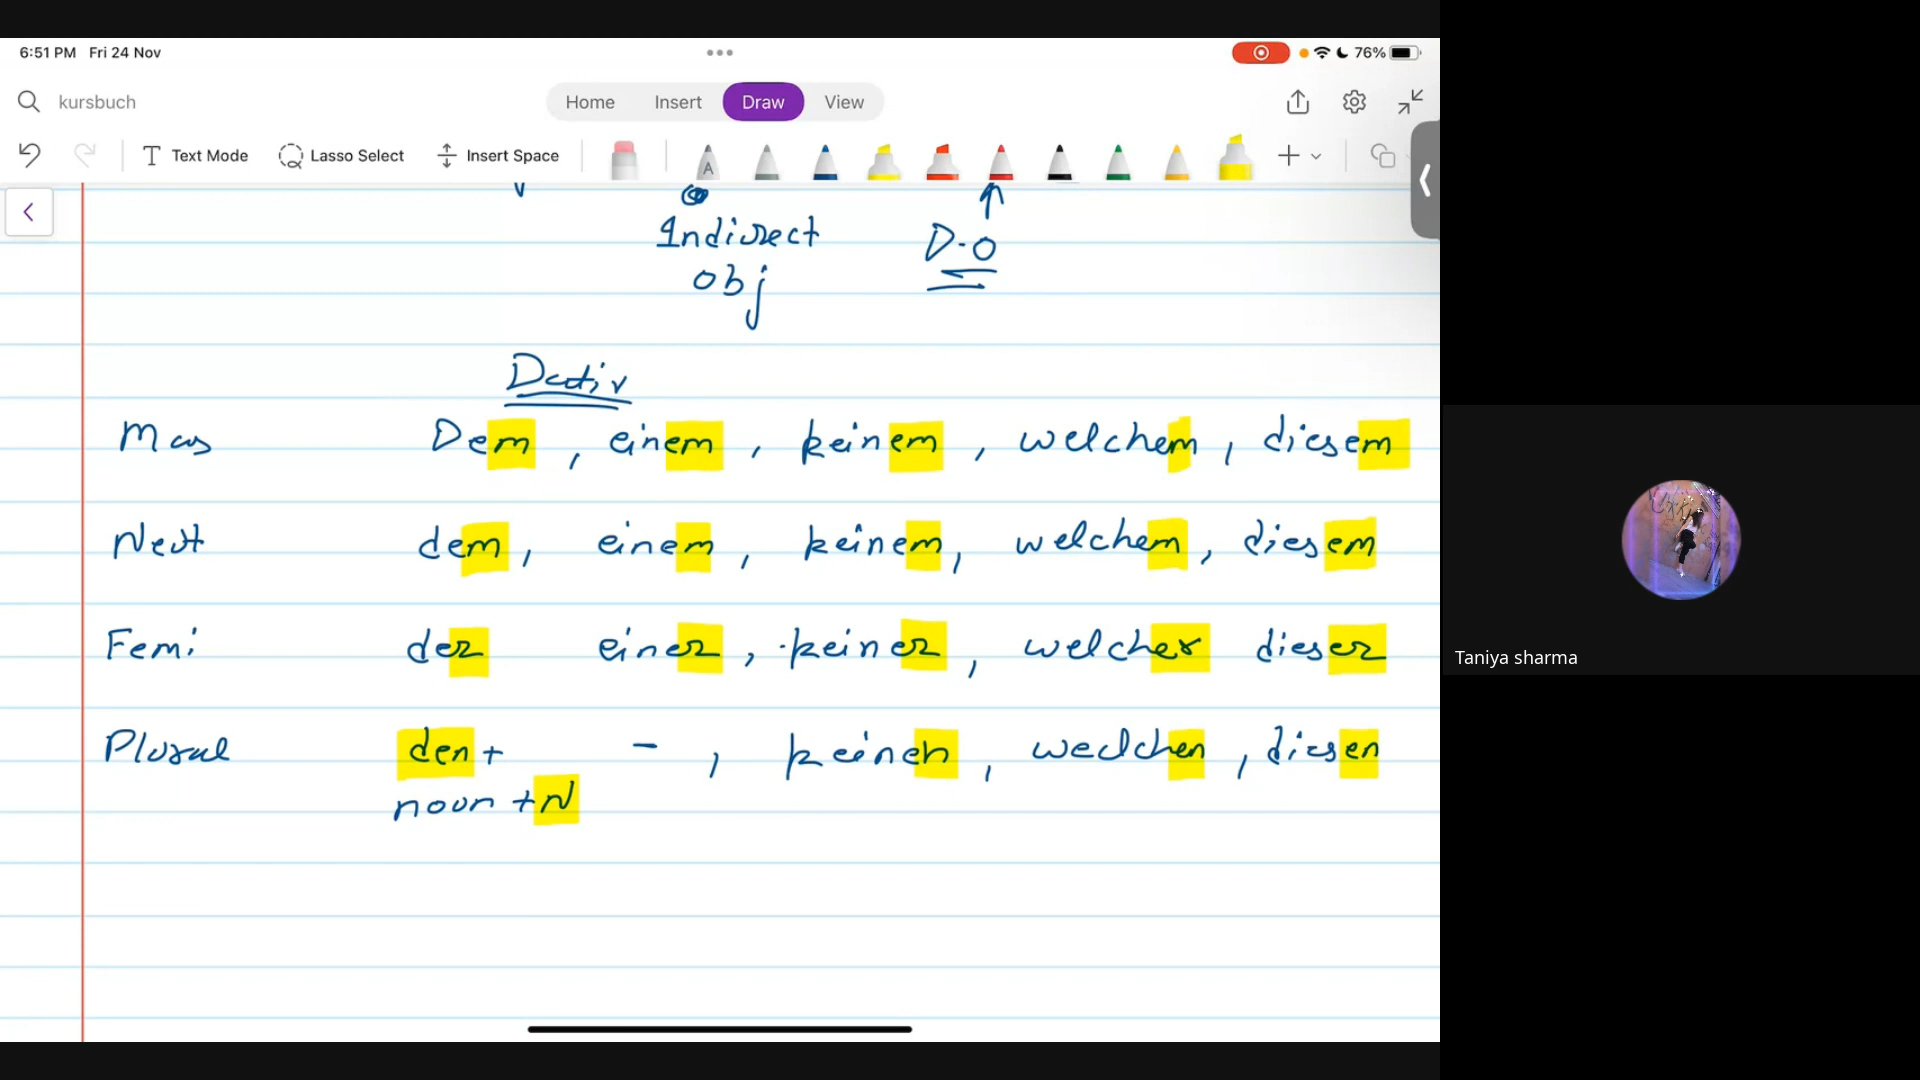 6:51 PM Fri 24 Nov 76%
kursbuch Home Insert Draw View
Text Mode Lasso Select Insert Space A
Indirect D-O
obj
Dativ
Mas Dem, einem, keinem, welchem, diesem
Neut dem, einem, keinem, welchem, diesem
Femi der einer, keiner, welcher dieser
Plural den + -, keinen, welchen, diesen
noun + N
Taniya sharma